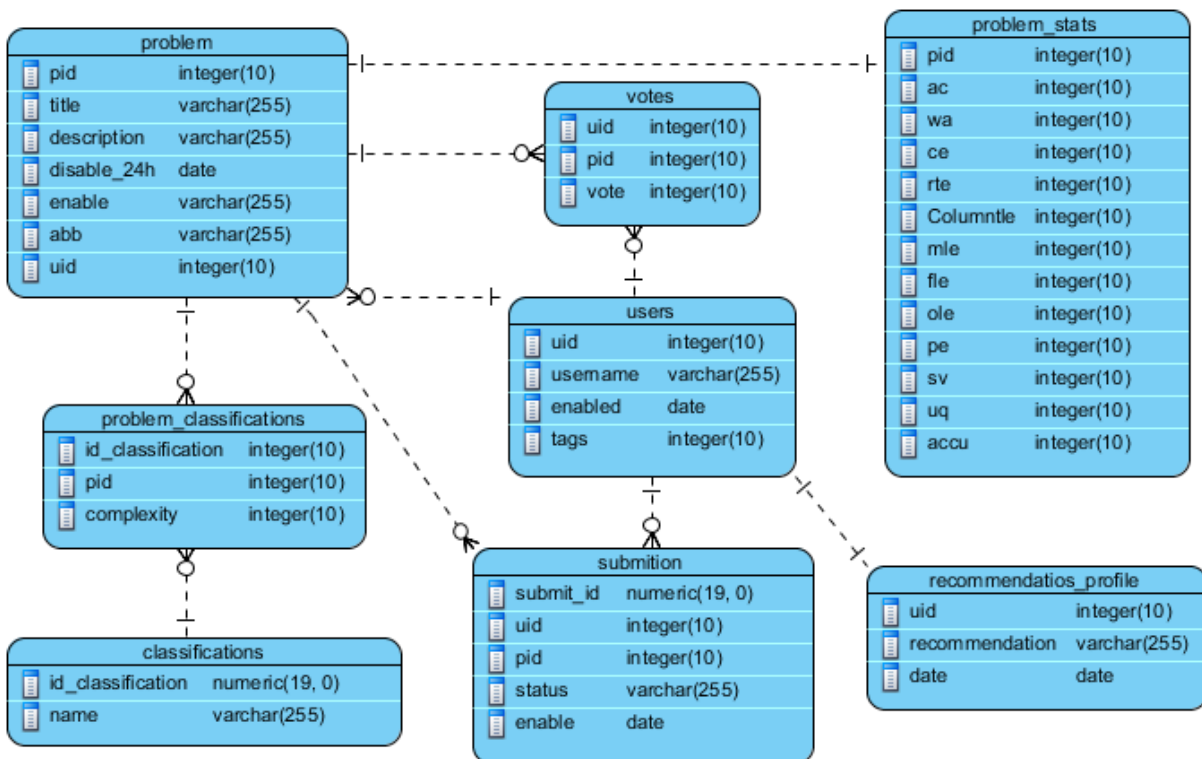 problem
pid integer(10)
title varchar(255)
description varchar(255)
disable_24h date
enable varchar(255)
abb varchar(255)
uid integer(10)
votes
uid integer(10)
pid integer(10)
vote integer(10)
problem_stats
pid integer(10)
ac integer(10)
wa integer(10)
ce integer(10)
rte integer(10)
Columntle integer(10)
mle integer(10)
fle integer(10)
ole integer(10)
pe integer(10)
sv integer(10)
uq integer(10)
accu integer(10)
users
uid integer(10)
username varchar(255)
enabled date
tags integer(10)
problem_classifications
id_classification integer(10)
pid integer(10)
complexity integer(10)
classifications
id_classification numeric(19, 0)
name varchar(255)
submition
submit_id numeric(19, 0)
uid integer(10)
pid integer(10)
status varchar(255)
enable date
recommendatios_profile
uid integer(10)
recommendation varchar(255)
date date